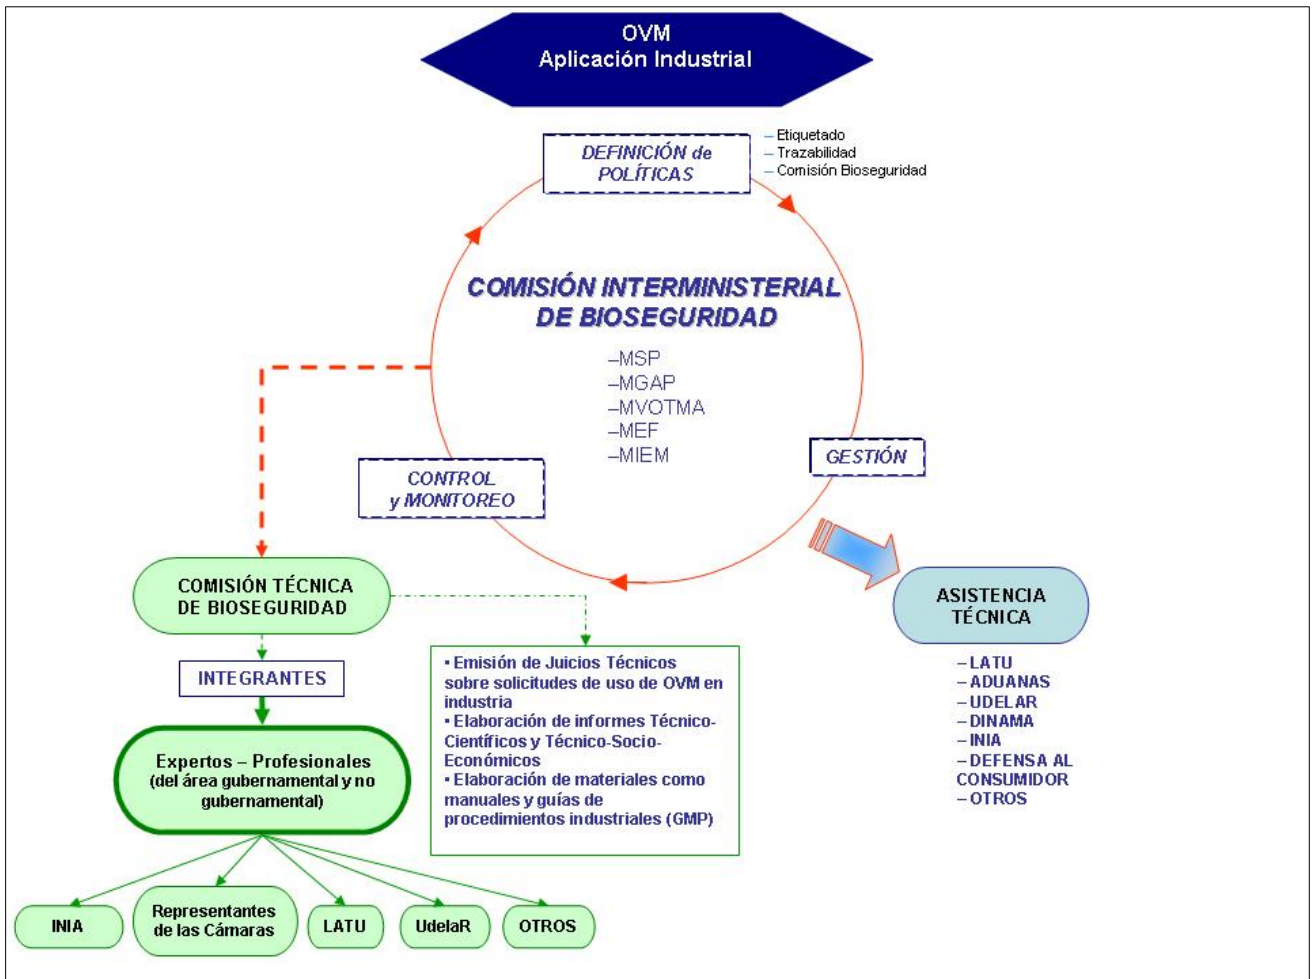 OVM
Aplicación Industrial
DEFINICIÓN de
POLÍTICAS
– Etiquetado
– Trazabilidad
– Comisión Bioseguridad
COMISIÓN INTERMINISTERIAL
DE BIOSEGURIDAD
–MSP
–MGAP
–MVOTMA
–MEF
–MIEM
GESTIÓN
CONTROL
y MONITOREO
COMISIÓN TÉCNICA
DE BIOSEGURIDAD
ASISTENCIA
TÉCNICA
– LATU
– ADUANAS
– UDELAR
– DINAMA
– INIA
– DEFENSA AL
CONSUMIDOR
– OTROS
INTEGRANTES
• Emisión de Juicios Técnicos
sobre solicitudes de uso de OVM en
industria
• Elaboración de informes Técnico-
Científicos y Técnico-Socio-
Económicos
• Elaboración de materiales como
manuales y guías de
procedimientos industriales (GMP)
Expertos – Profesionales
(del área gubernamental y no
gubernamental)
INIA
Representantes
de las Cámaras
LATU
UdelaR
OTROS